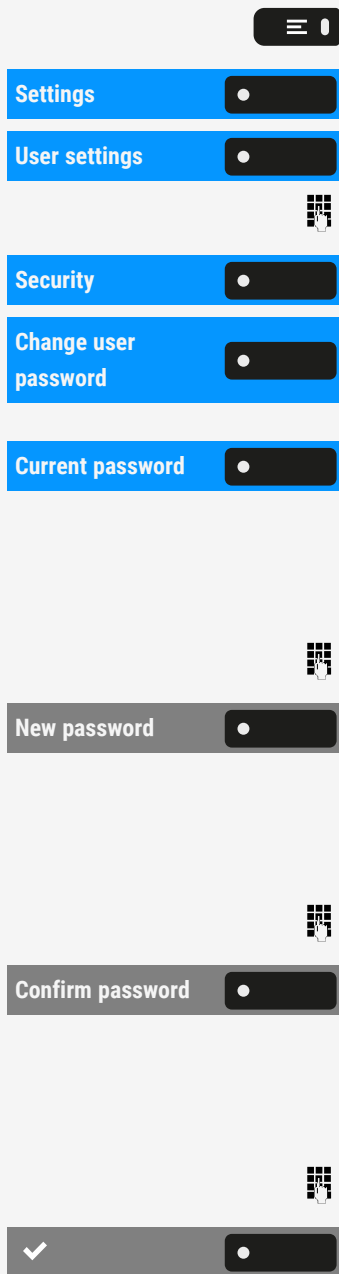 Settings
User settings
Security
Change user
password
Current password
New password
Confirm password